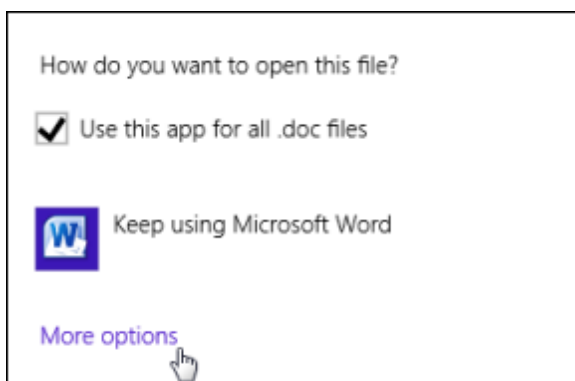 How do you want to open this file?
Use this app for all .doc files
Keep using Microsoft Word
More options